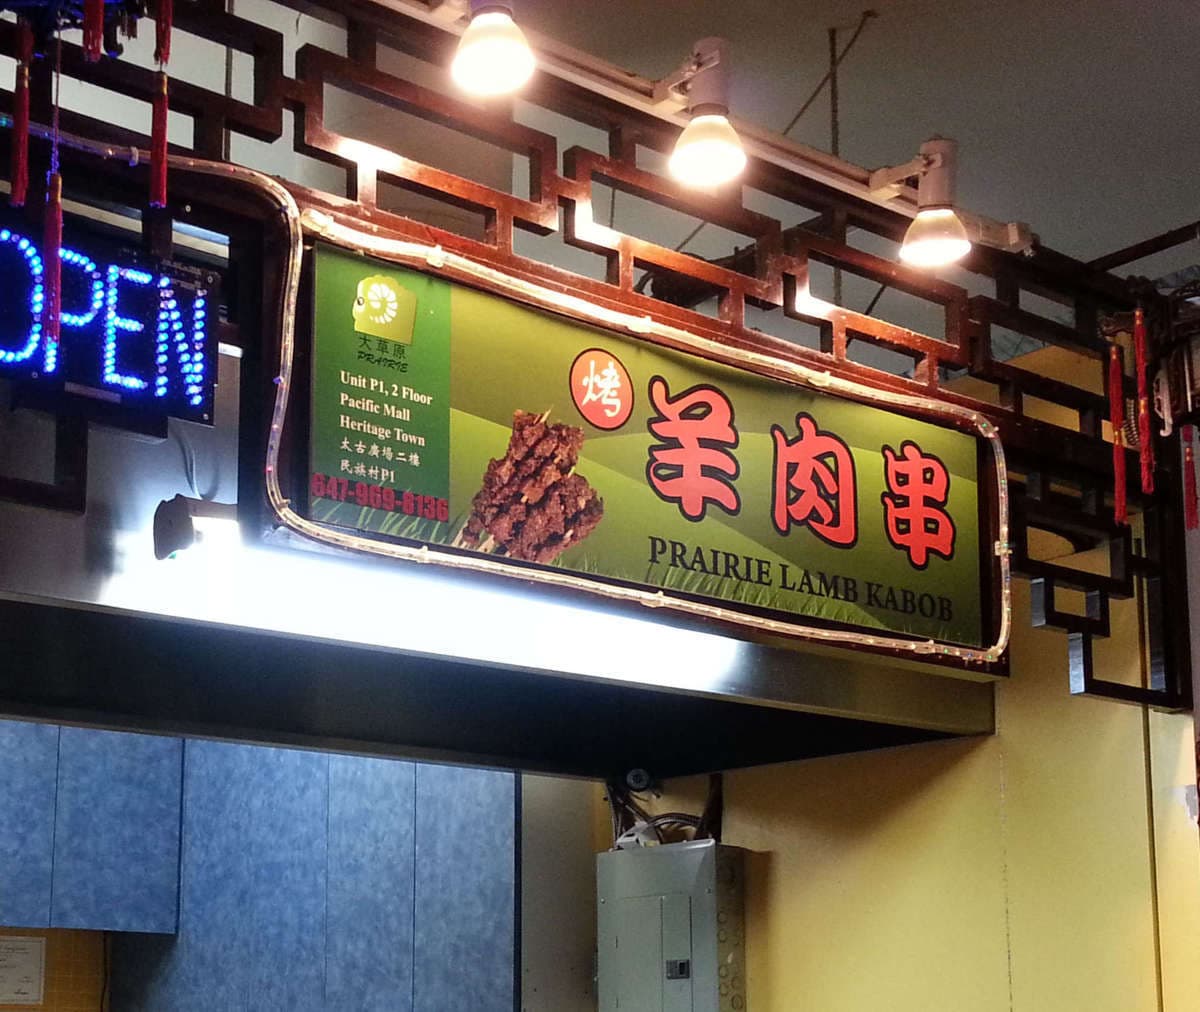 OPEN
大草原
PRAIRIE
Unit P1, 2 Floor
Pacific Mall
Heritage Town
太古廣場二樓
民族村P1
647-969-6136
烤
羊肉串
PRAIRIE LAMB KABOB